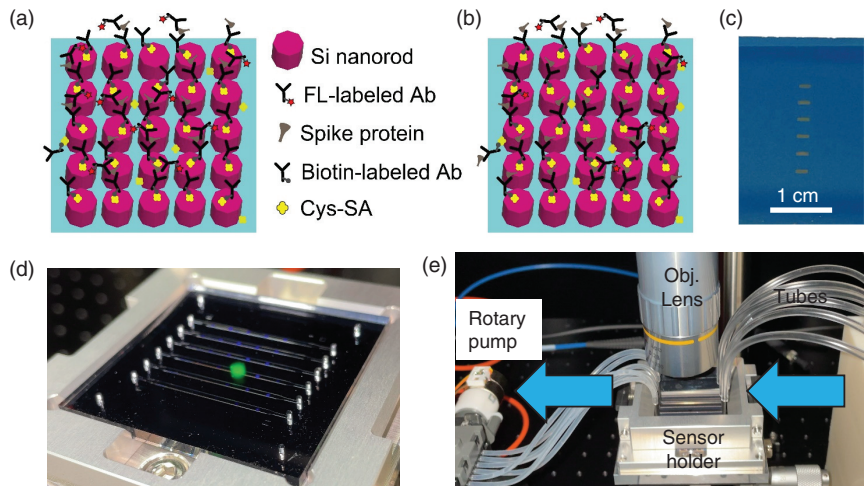 (a)
Si nanorod
FL-labeled Ab
Spike protein
Biotin-labeled Ab
Cys-SA
(b)
(c)
1 cm
(d)
(e)
Obj.
Lens
Tubes
Rotary
pump
Sensor
holder